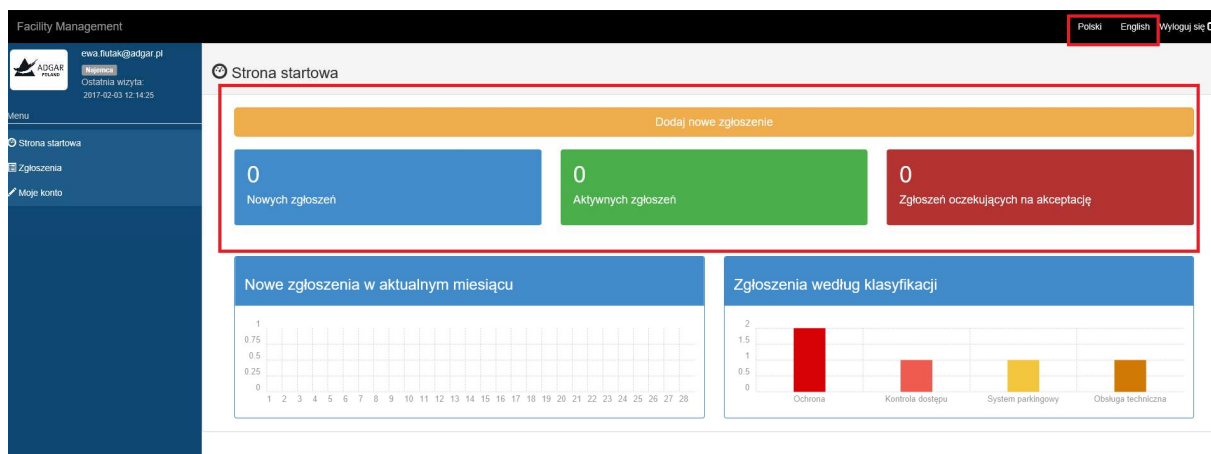 Facility Management
Polski English Wyloguj się
ADGAR
POLAND
ewa.flutak@adgar.pl
Najemca
Ostatnia wizyta:
2017-02-03 12:14:25
Menu
Strona startowa
Zgłoszenia
Moje konto
Strona startowa
Dodaj nowe zgłoszenie
0
Nowych zgłoszeń
0
Aktywnych zgłoszeń
0
Zgłoszeń oczekujących na akceptację
Nowe zgłoszenia w aktualnym miesiącu
1
0.75
0.5
0.25
0
1 2 3 4 5 6 7 8 9 10 11 12 13 14 15 16 17 18 19 20 21 22 23 24 25 26 27 28
Zgłoszenia według klasyfikacji
2
1.5
1
0.5
0
Ochrona Kontrola dostępu System parkingowy Obsługa techniczna